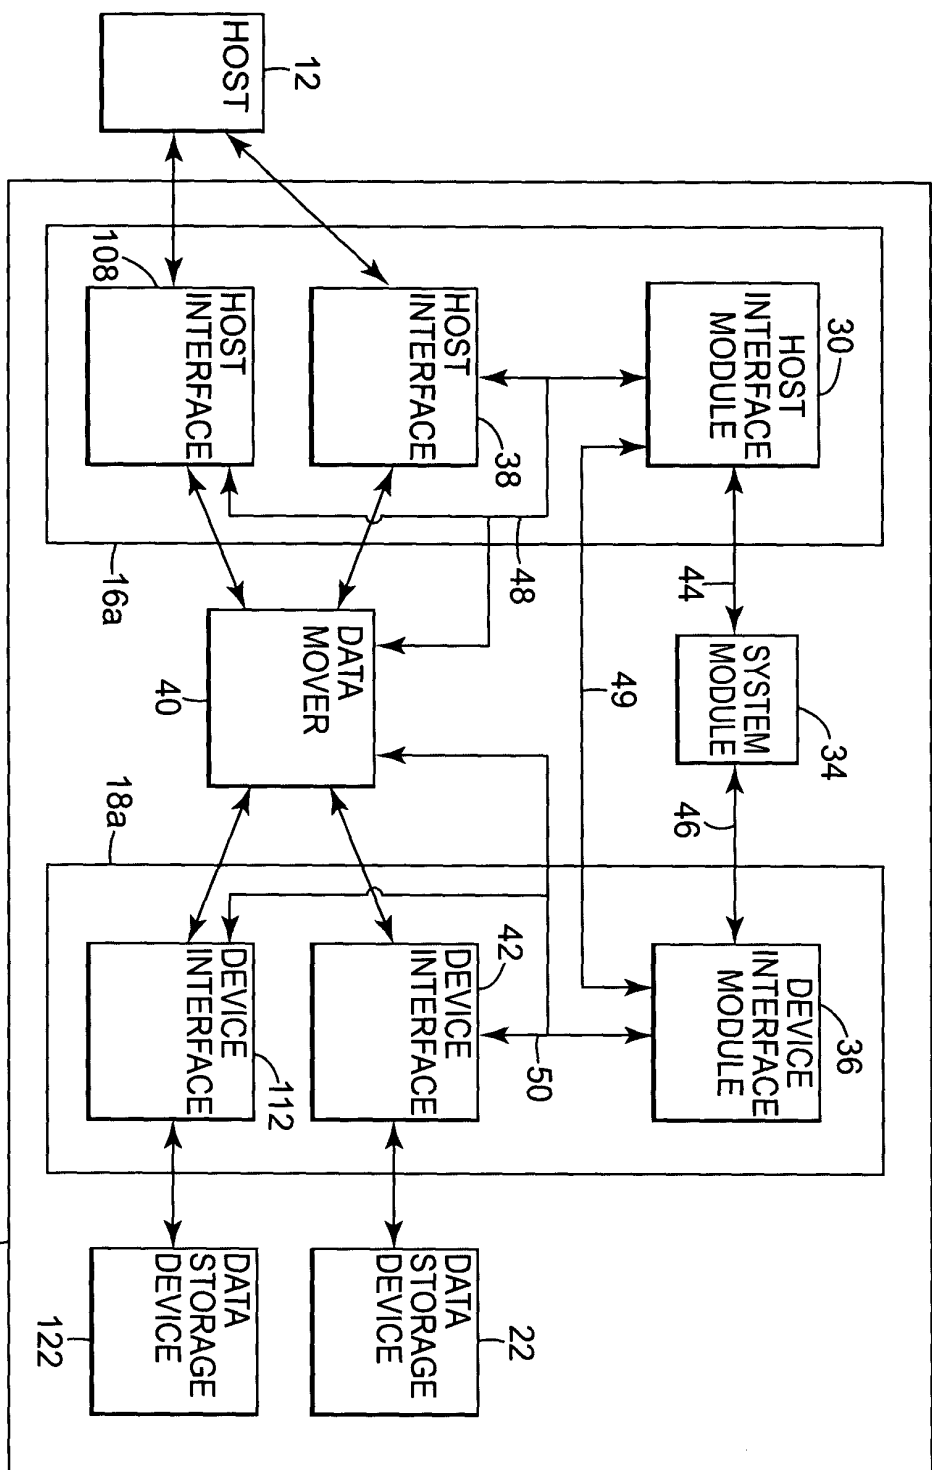 12
HOST
30
HOST
INTERFACE
MODULE
44
SYSTEM
MODULE
34
46
DEVICE
INTERFACE
MODULE
36
49
HOST
INTERFACE
38
48
50
42
DEVICE
INTERFACE
DATA
STORAGE
DEVICE
22
108
HOST
INTERFACE
DATA
MOVER
40
DEVICE
INTERFACE
112
DATA
STORAGE
DEVICE
122
16a
18a